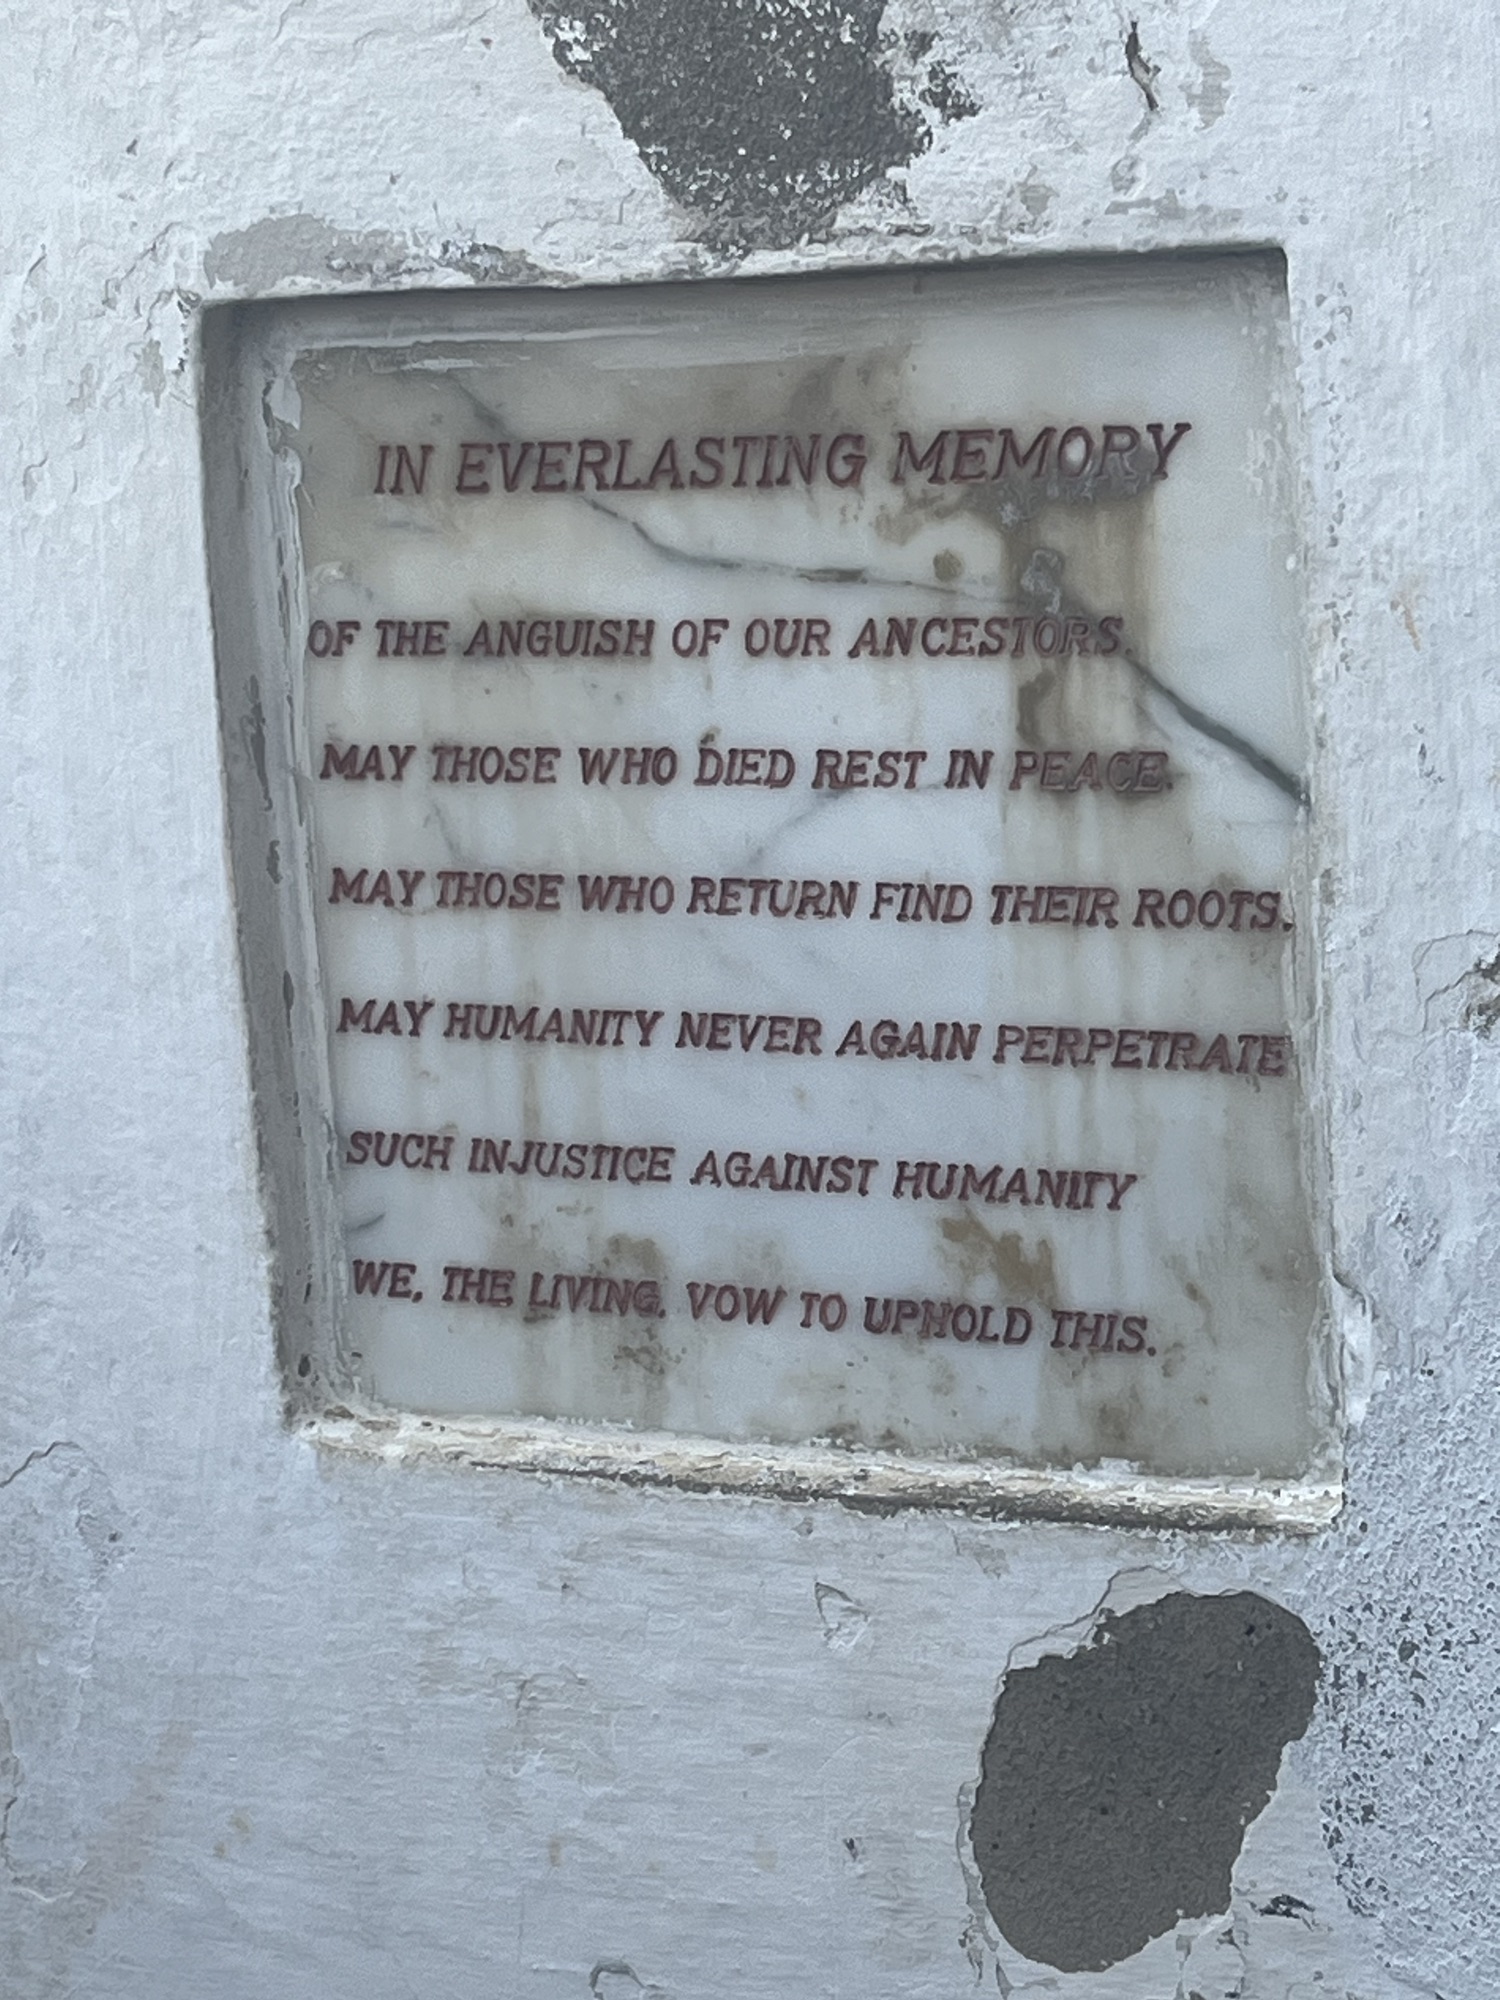 IN EVERLASTING MEMORY
OF THE ANGUISH OF OUR ANCESTORS.
MAY THOSE WHO DIED REST IN PEACE.
MAY THOSE WHO RETURN FIND THEIR ROOTS.
MAY HUMANITY NEVER AGAIN PERPETRATE
SUCH INJUSTICE AGAINST HUMANITY
WE, THE LIVING, VOW TO UPHOLD THIS.